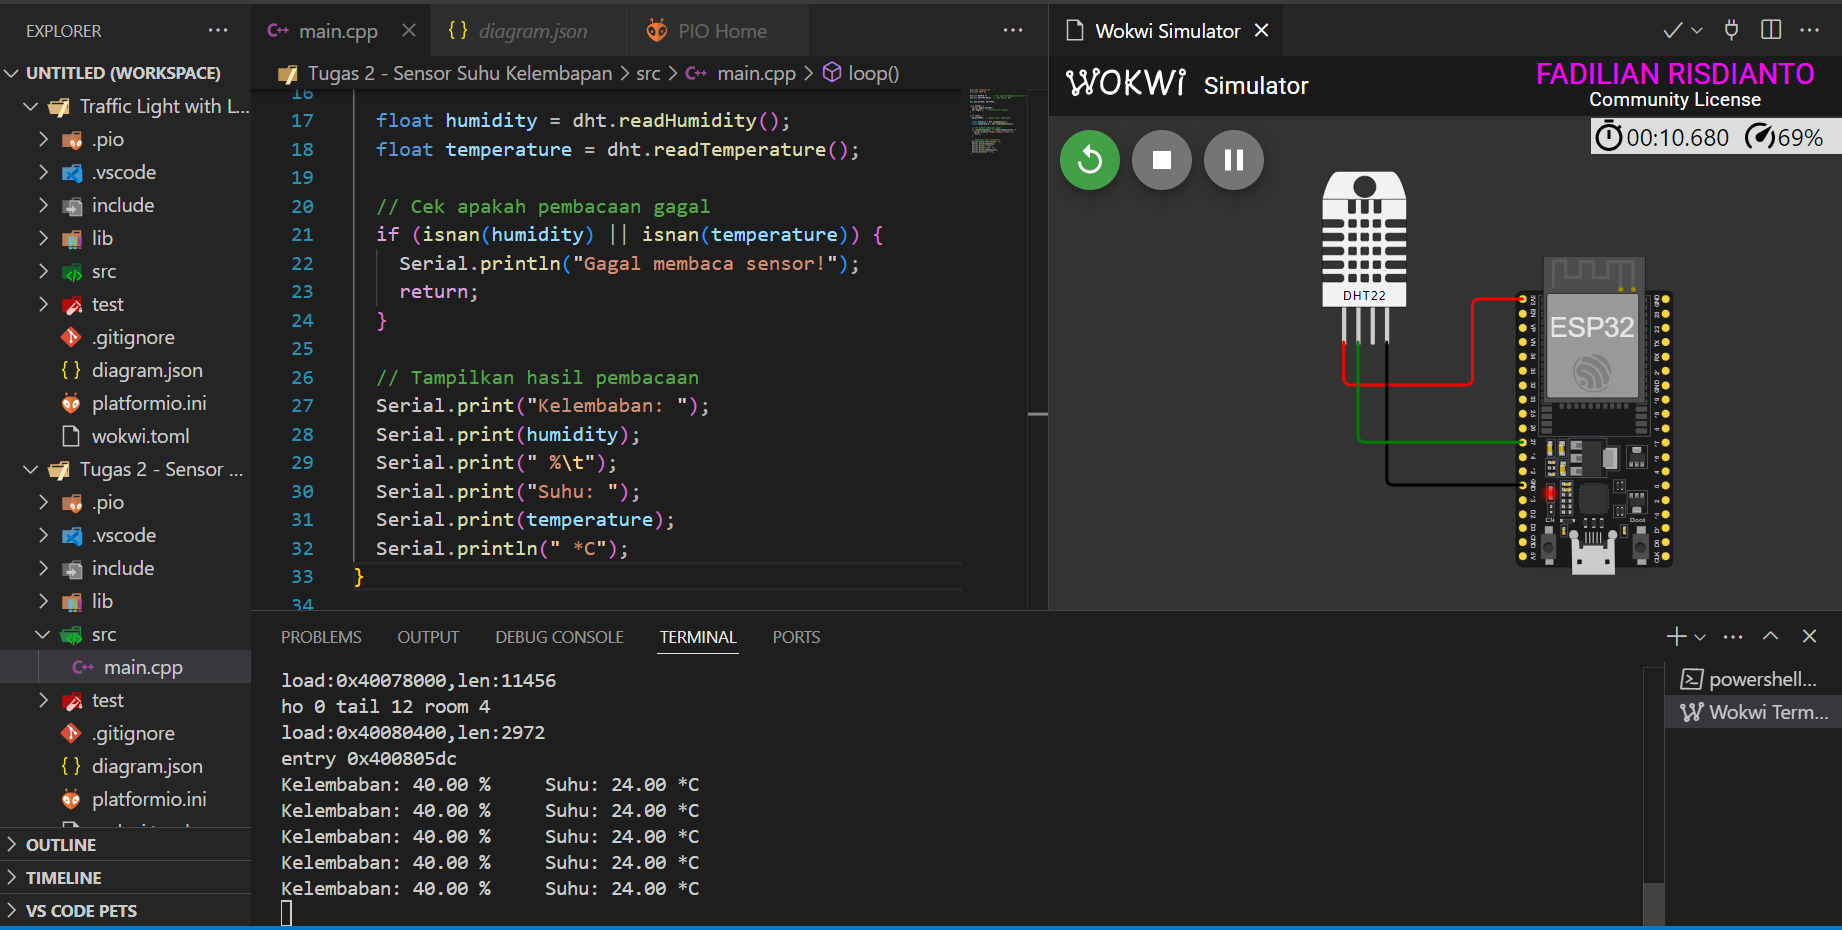 EXPLORER
UNTITLED (WORKSPACE)
Traffic Light with L...
.pio
.vscode
include
lib
src
test
.gitignore
diagram.json
platformio.ini
wokwi.toml
Tugas 2 - Sensor ...
.pio
.vscode
include
lib
src
main.cpp
test
.gitignore
diagram.json
platformio.ini
OUTLINE
TIMELINE
VS CODE PETS
main.cpp
diagram.json
PIO Home
Tugas 2 - Sensor Suhu Kelembapan > src > main.cpp > loop()
16
17 float humidity = dht.readHumidity();
18 float temperature = dht.readTemperature();
19
20 // Cek apakah pembacaan gagal
21 if (isnan(humidity) || isnan(temperature)) {
22 Serial.println("Gagal membaca sensor!");
23 return;
24 }
25
26 // Tampilkan hasil pembacaan
27 Serial.print("Kelembaban: ");
28 Serial.print(humidity);
29 Serial.print(" %\t");
30 Serial.print("Suhu: ");
31 Serial.print(temperature);
32 Serial.println(" *C");
33 }
34
Wokwi Simulator
WOKWI Simulator
FADILIAN RISDIANTO
Community License
00:10.680 69%
DHT22
ESP32
PROBLEMS OUTPUT DEBUG CONSOLE TERMINAL PORTS
load:0x40078000,len:11456
ho 0 tail 12 room 4
load:0x40080400,len:2972
entry 0x400805dc
Kelembaban: 40.00 % Suhu: 24.00 *C
Kelembaban: 40.00 % Suhu: 24.00 *C
Kelembaban: 40.00 % Suhu: 24.00 *C
Kelembaban: 40.00 % Suhu: 24.00 *C
Kelembaban: 40.00 % Suhu: 24.00 *C
powershell...
Wokwi Term...